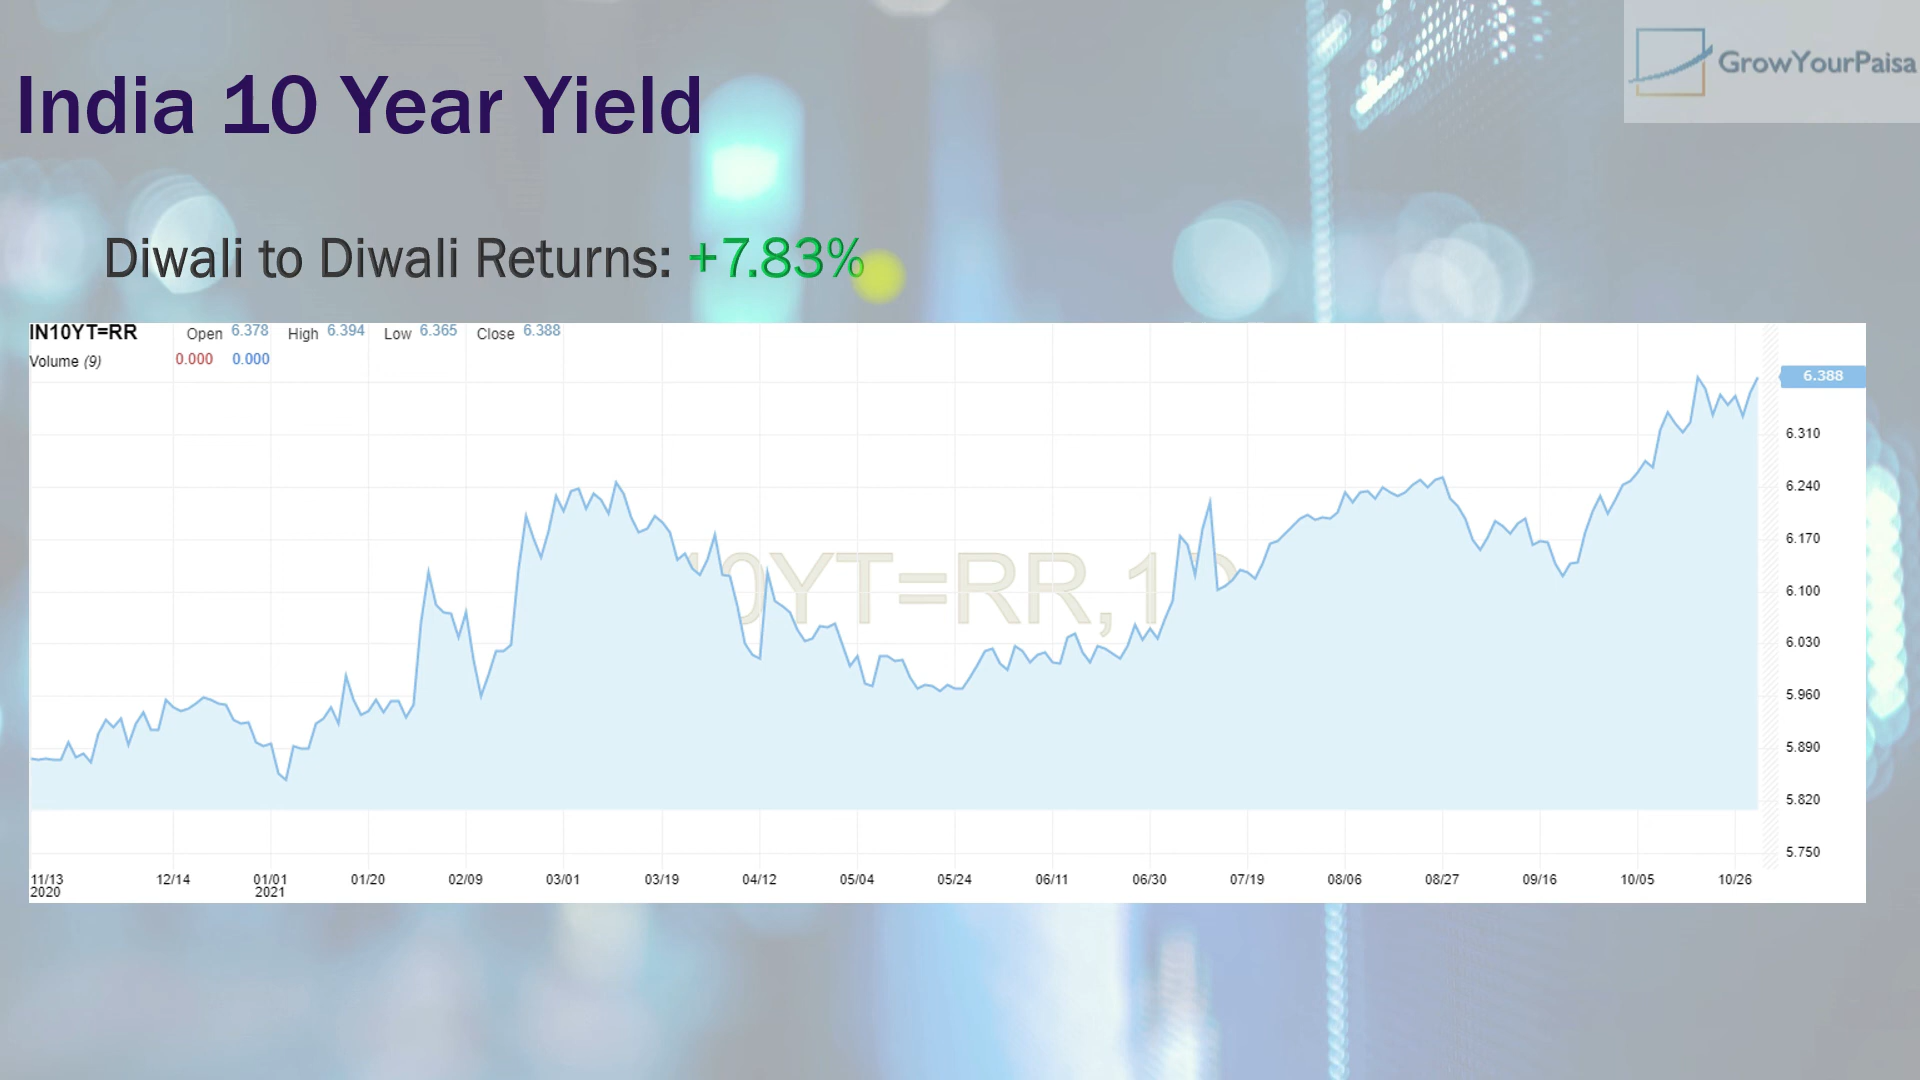 India 10 Year Yield
GrowYourPaisa
Diwali to Diwali Returns: +7.83%
IN10YT=RR Open 6.378 High 6.394 Low 6.365 Close 6.388
Volume (9) 0.000 0.000
6.388
6.310
6.240
6.170
0YT=RR,1
6.100
6.030
5.960
5.890
5.820
5.750
11/13 12/14 01/01 01/20 02/09 03/01 03/19 04/12 05/04 05/24 06/11 06/30 07/19 08/06 08/27 09/16 10/05 10/26
2020 2021